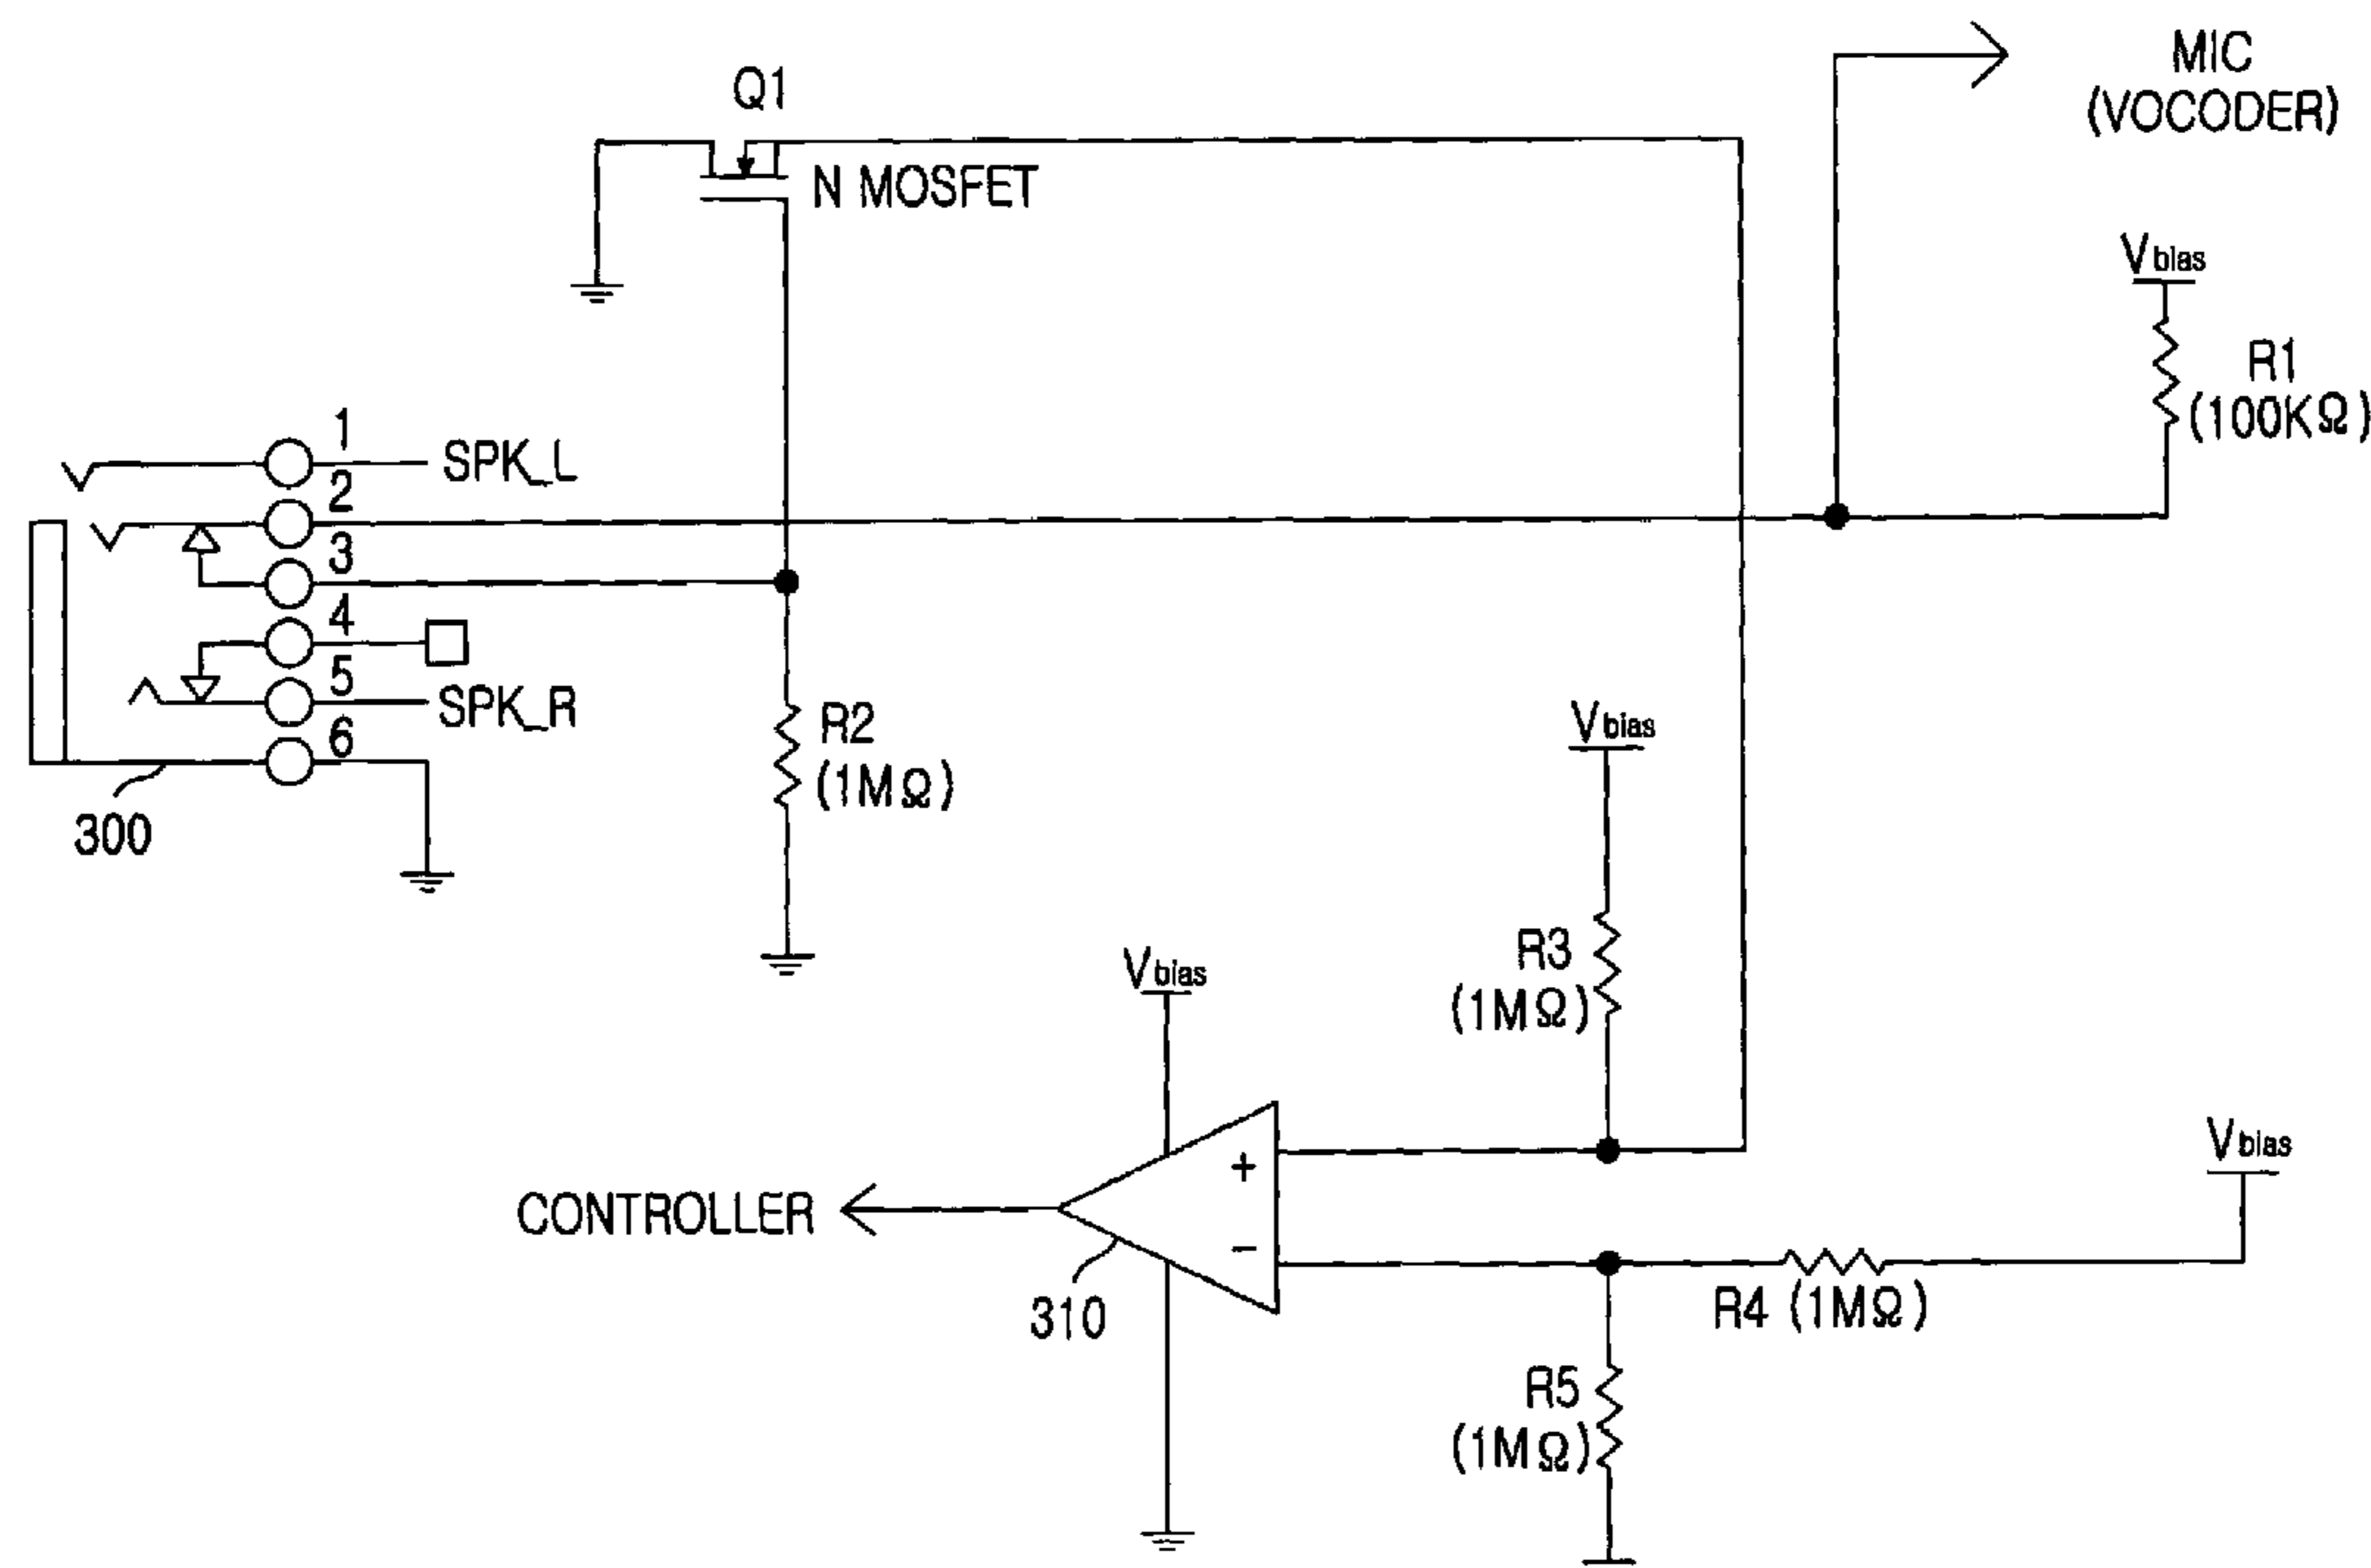 MIC
(VOCODER)
Q1
N MOSFET
Vbias
R1
(100KΩ)
1
SPK_L
2
3
4
5
SPK_R
6
300
R2
(1MΩ)
Vbias
R3
(1MΩ)
Vbias
Vbias
+
CONTROLLER
−
310
R4 (1MΩ)
R5
(1MΩ)